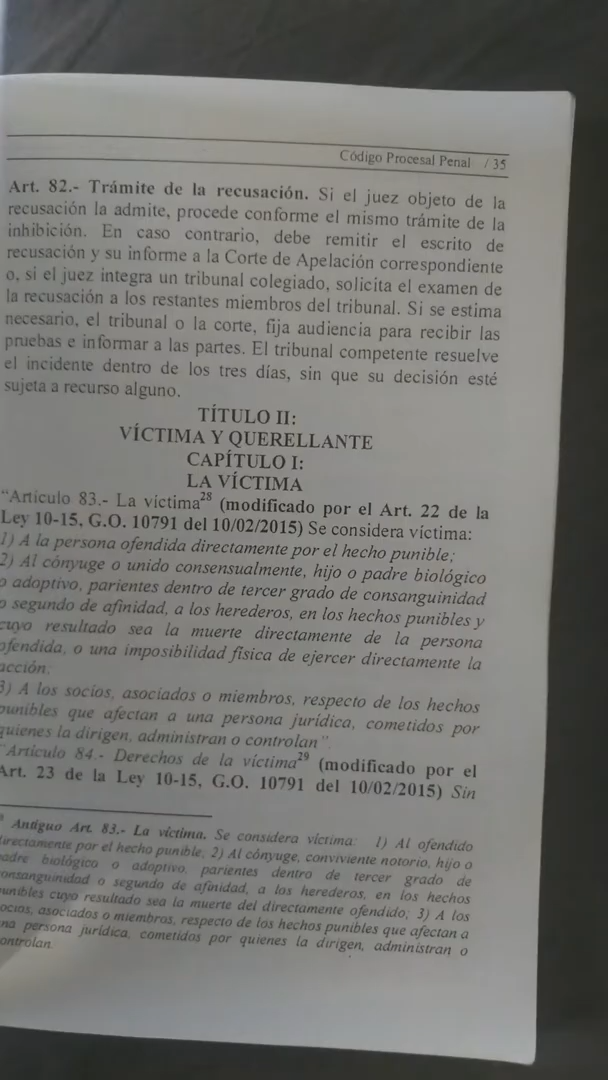 Código Procesal Penal / 35
Art. 82.- Trámite de la recusación. Si el juez objeto de la
recusación la admite, procede conforme el mismo trámite de la
inhibición. En caso contrario, debe remitir el escrito de
recusación y su informe a la Corte de Apelación correspondiente
o, si el juez integra un tribunal colegiado, solicita el examen de
la recusación a los restantes miembros del tribunal. Si se estima
necesario, el tribunal o la corte, fija audiencia para recibir las
pruebas e informar a las partes. El tribunal competente resuelve
el incidente dentro de los tres días, sin que su decisión esté
sujeta a recurso alguno.
TÍTULO II:
VÍCTIMA Y QUERELLANTE
CAPÍTULO I:
LA VÍCTIMA
“Artículo 83.- La víctima28 (modificado por el Art. 22 de la
Ley 10-15, G.O. 10791 del 10/02/2015) Se considera víctima:
1) A la persona ofendida directamente por el hecho punible;
2) Al cónyuge o unido consensualmente, hijo o padre biológico
o adoptivo, parientes dentro de tercer grado de consanguinidad
o segundo de afinidad, a los herederos, en los hechos punibles y
cuyo resultado sea la muerte directamente de la persona
ofendida, o una imposibilidad física de ejercer directamente la
acción;
3) A los socios, asociados o miembros, respecto de los hechos
punibles que afectan a una persona jurídica, cometidos por
quienes la dirigen, administran o controlan”.
“Artículo 84.- Derechos de la víctima29 (modificado por el
Art. 23 de la Ley 10-15, G.O. 10791 del 10/02/2015) Sin
Antiguo Art. 83.- La víctima. Se considera víctima: 1) Al ofendido
directamente por el hecho punible; 2) Al cónyuge, conviviente notorio, hijo o
padre biológico o adoptivo, parientes dentro de tercer grado de
consanguinidad o segundo de afinidad, a los herederos, en los hechos
punibles cuyo resultado sea la muerte del directamente ofendido; 3) A los
socios, asociados o miembros, respecto de los hechos punibles que afectan a
una persona jurídica, cometidos por quienes la dirigen, administran o
controlan.